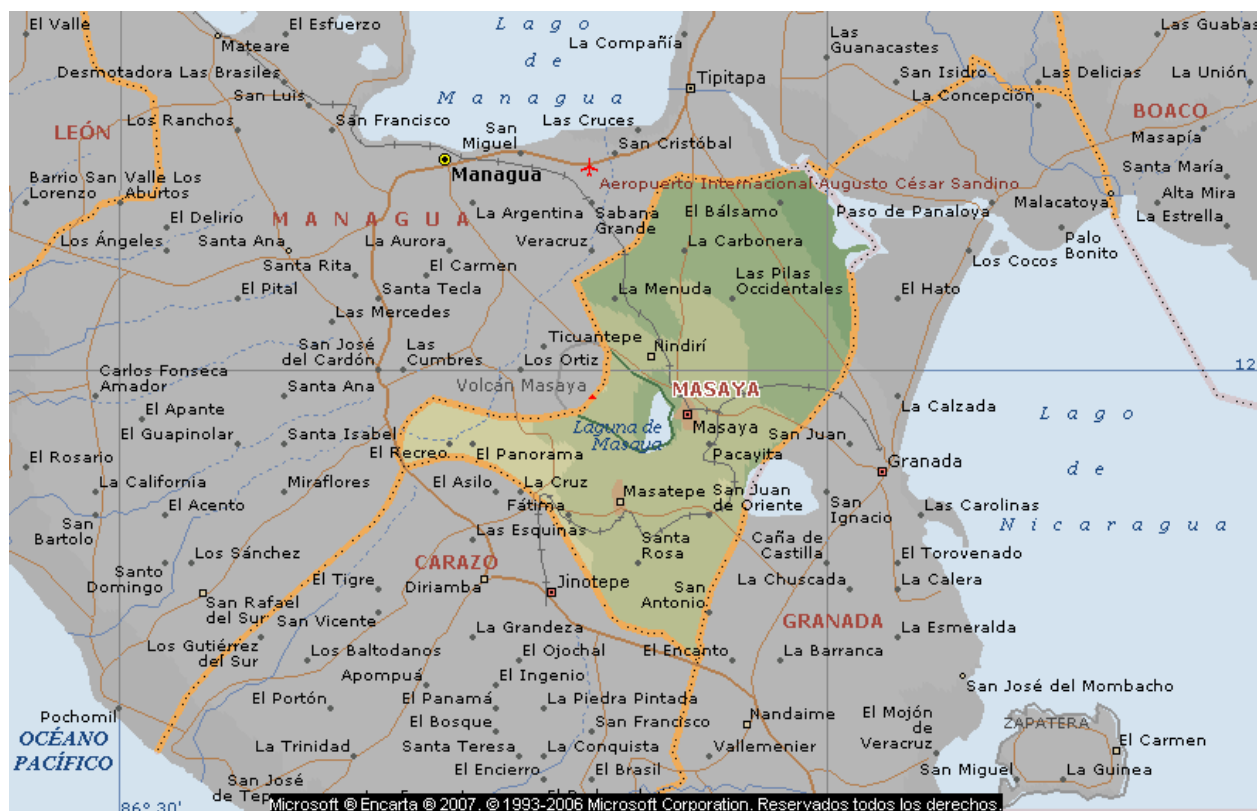 El Valle
El Esfuerzo
Lago
de
Managua
La Compañía
Las
Guanacastes
Las Guabas
Mateare
Desmotadora Las Brasiles
Tipitapa
San Isidro
Las Delicias
La Unión
San Luis
La Concepción
BOACO
LEÓN
Los Ranchos
San Francisco
San
Miguel
Las Cruces
San Cristóbal
Masapía
Managua
Santa María
Barrio San Valle Los
Lorenzo Aburtos
Aeropuerto Internacional Augusto César Sandino
Alta Mira
Malacatoya
El Delirio
MANAGUA
La Argentina
Sabana
Grande
El Bálsamo
Paso de Panaloya
La Estrella
Los Ángeles
Santa Ana
La Aurora
Veracruz
La Carbonera
Palo
Bonito
Los Cocos
Santa Rita
El Carmen
Las Pilas
Occidentales
El Pital
Santa Tecla
La Menuda
El Hato
Las Mercedes
Ticuantepe
Nindirí
San José
del Cardón
Las
Cumbres
Los Ortiz
12
Carlos Fonseca
Amador
Santa Ana
Volcán Masaya
MASAYA
El Apante
La Calzada
Lago
de
Nicaragua
El Guapinolar
Santa Isabel
Laguna de
Masaya
Masaya
San Juan
El Recreo
El Panorama
Pacayita
El Rosario
Granada
La California
Miraflores
El Asilo
La Cruz
Masatepe
San Juan
de Oriente
El Acento
Fátima
San
Ignacio
Las Carolinas
San
Bartolo
Las Esquinas
Los Sánchez
Santa
Rosa
Caña de
Castilla
El Torovenado
CARAZO
Santo
Domingo
El Tigre
Diriamba
Jinotepe
La Chuscada
La Calera
San
Antonio
San Rafael
del Sur
San Vicente
GRANADA
La Grandeza
La Esmeralda
Los Gutiérrez
del Sur
Los Baltodanos
El Ojochal
El Encanto
La Barranca
Apompuá
El Ingenio
San José del Mombacho
El Portón
El Panamá
La Piedra Pintada
Pochomil
El Bosque
San Francisco
Nandaime
El Mojón
de
Veracruz
ZAPATERA
OCÉANO
PACÍFICO
La Trinidad
Santa Teresa
La Conquista
Vallemenier
El Carmen
San José
El Encierro
El Brasil
San Miguel
La Guinea
86° 30'
Microsoft ® Encarta ® 2007. © 1993-2006 Microsoft Corporation. Reservados todos los derechos.